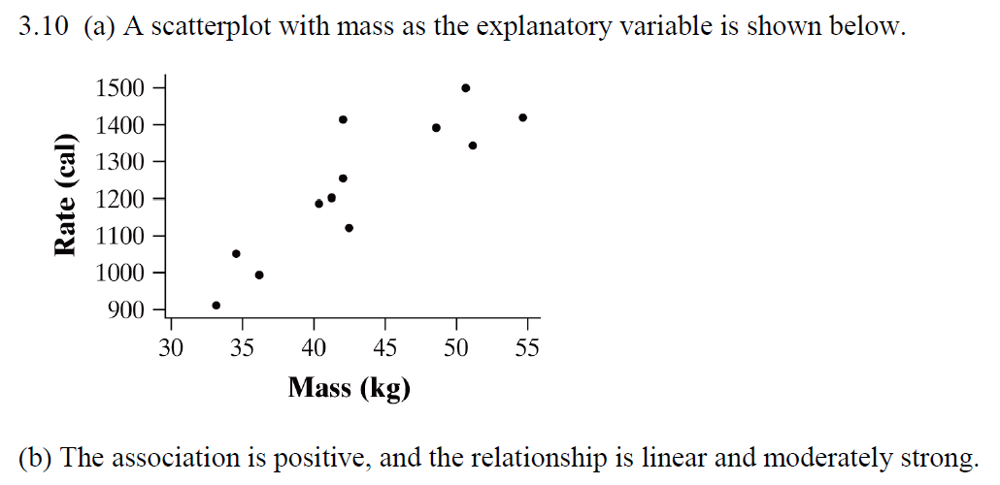 3.10 (a) A scatterplot with mass as the explanatory variable is shown below.
1500
1400
1300
1200
1100
1000
900
Rate (cal)
30 35 40 45 50 55
Mass (kg)
(b) The association is positive, and the relationship is linear and moderately strong.